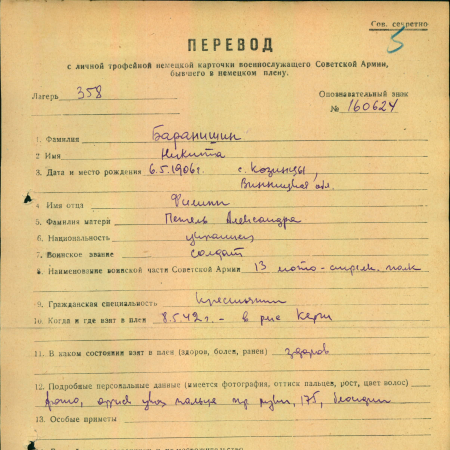 Сов. секретно
5
ПЕРЕВОД
с личной трофейной немецкой карточки военнослужащего Советской Армии,
бывшего в немецком плену.
Лагерь 358
Опознавательный знак
№ 160624
1. Фамилия Баранишин
2 Имя Никита
3. Дата и место рождения 6.5.1906г. с. Козинцы,
Винницкая обл.
4. Имя отца Филипп
5. Фамилия матери Александра
6. Национальность украинец
7. Воинское звание солдат
8. Наименование воинской части Советской Армии 13 мото-стрелк. полк
9. Гражданская специальность крестьянин
10. Когда и где взят в плен 8.5.42г. - в рне Керчи
11. В каком состоянии взят в плен (здоров, болен, ранен) здоров
12. Подробные персональные данные (имеется фотография, оттиск пальцев, рост, цвет волос)
фото, оттиск указ. пальца пр. руки, 175, блондин
13. Особые приметы